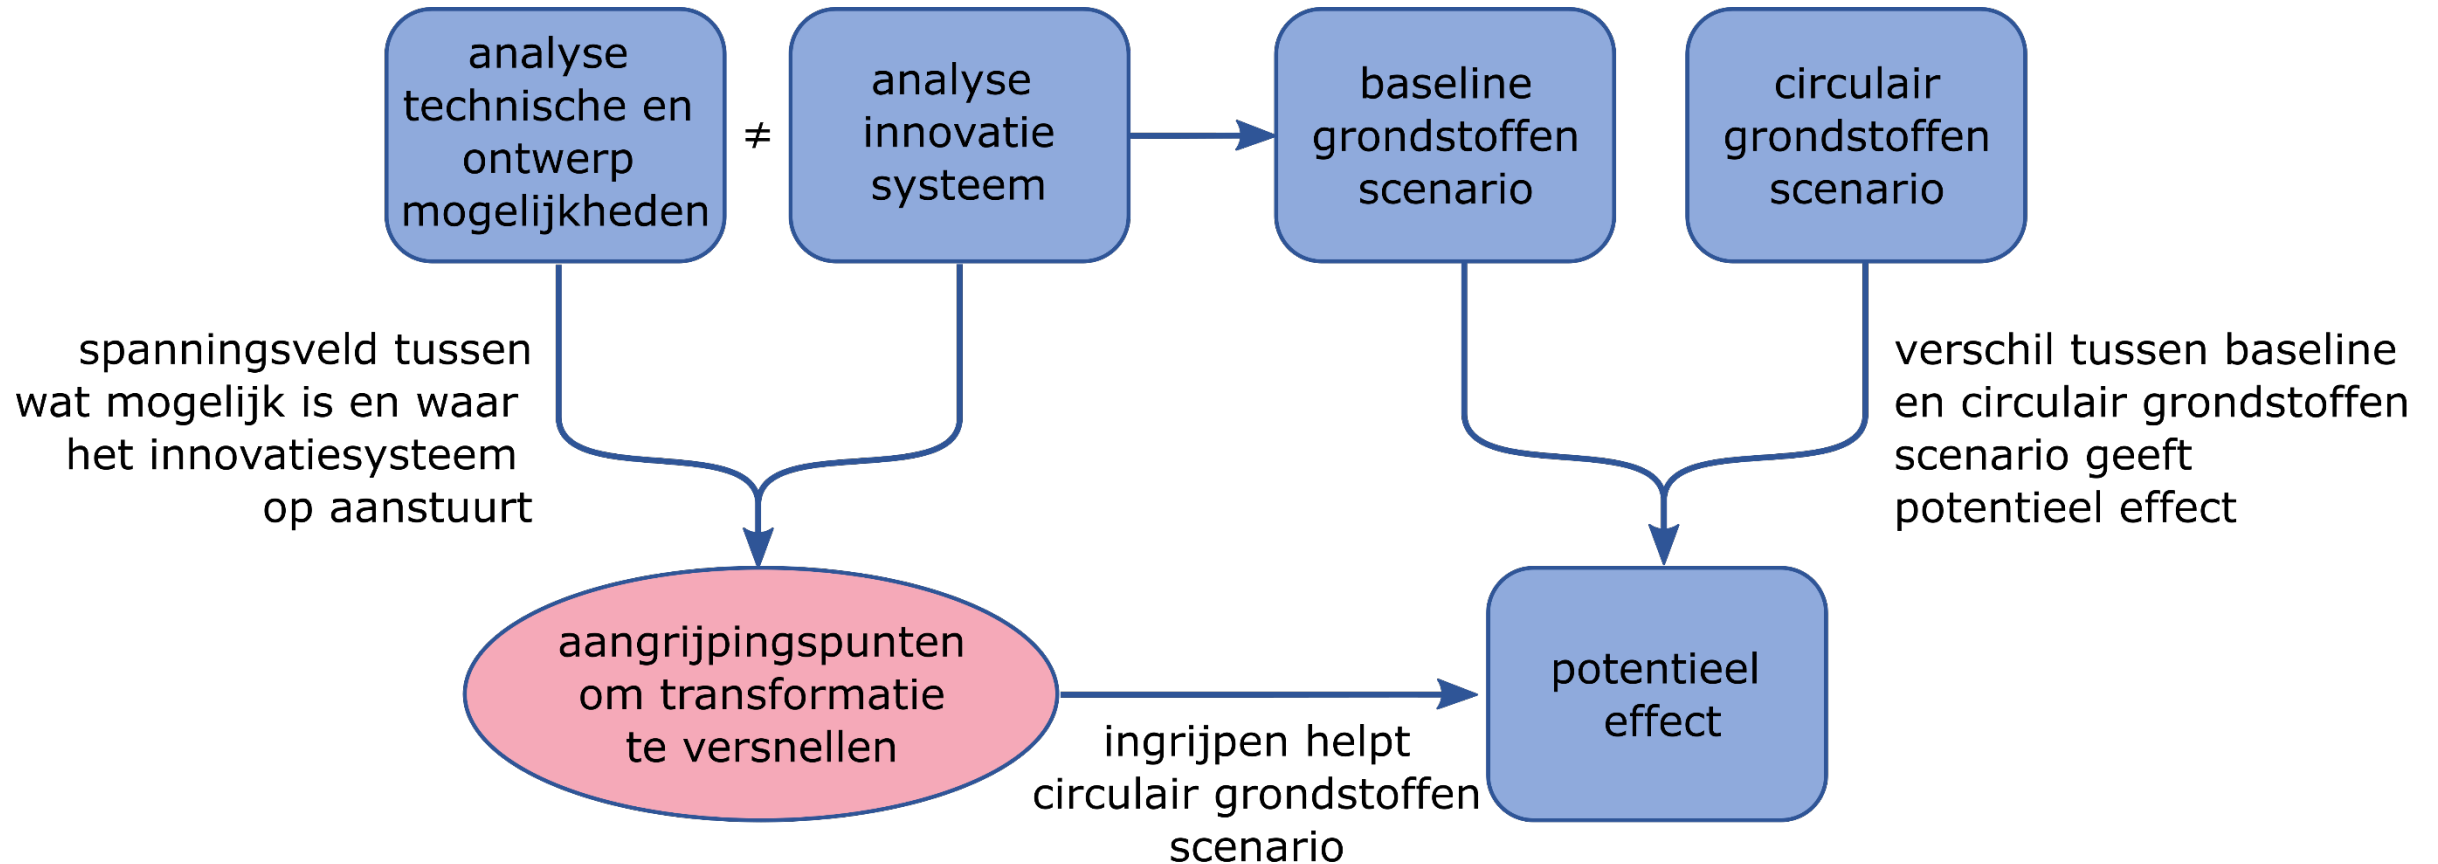 analyse
technische en
ontwerp
mogelijkheden
≠
analyse
innovatie
systeem
baseline
grondstoffen
scenario
circulair
grondstoffen
scenario
spanningsveld tussen
wat mogelijk is en waar
het innovatiesysteem
op aanstuurt
verschil tussen baseline
en circulair grondstoffen
scenario geeft
potentieel effect
aangrijpingspunten
om transformatie
te versnellen
ingrijpen helpt
circulair grondstoffen
scenario
potentieel
effect